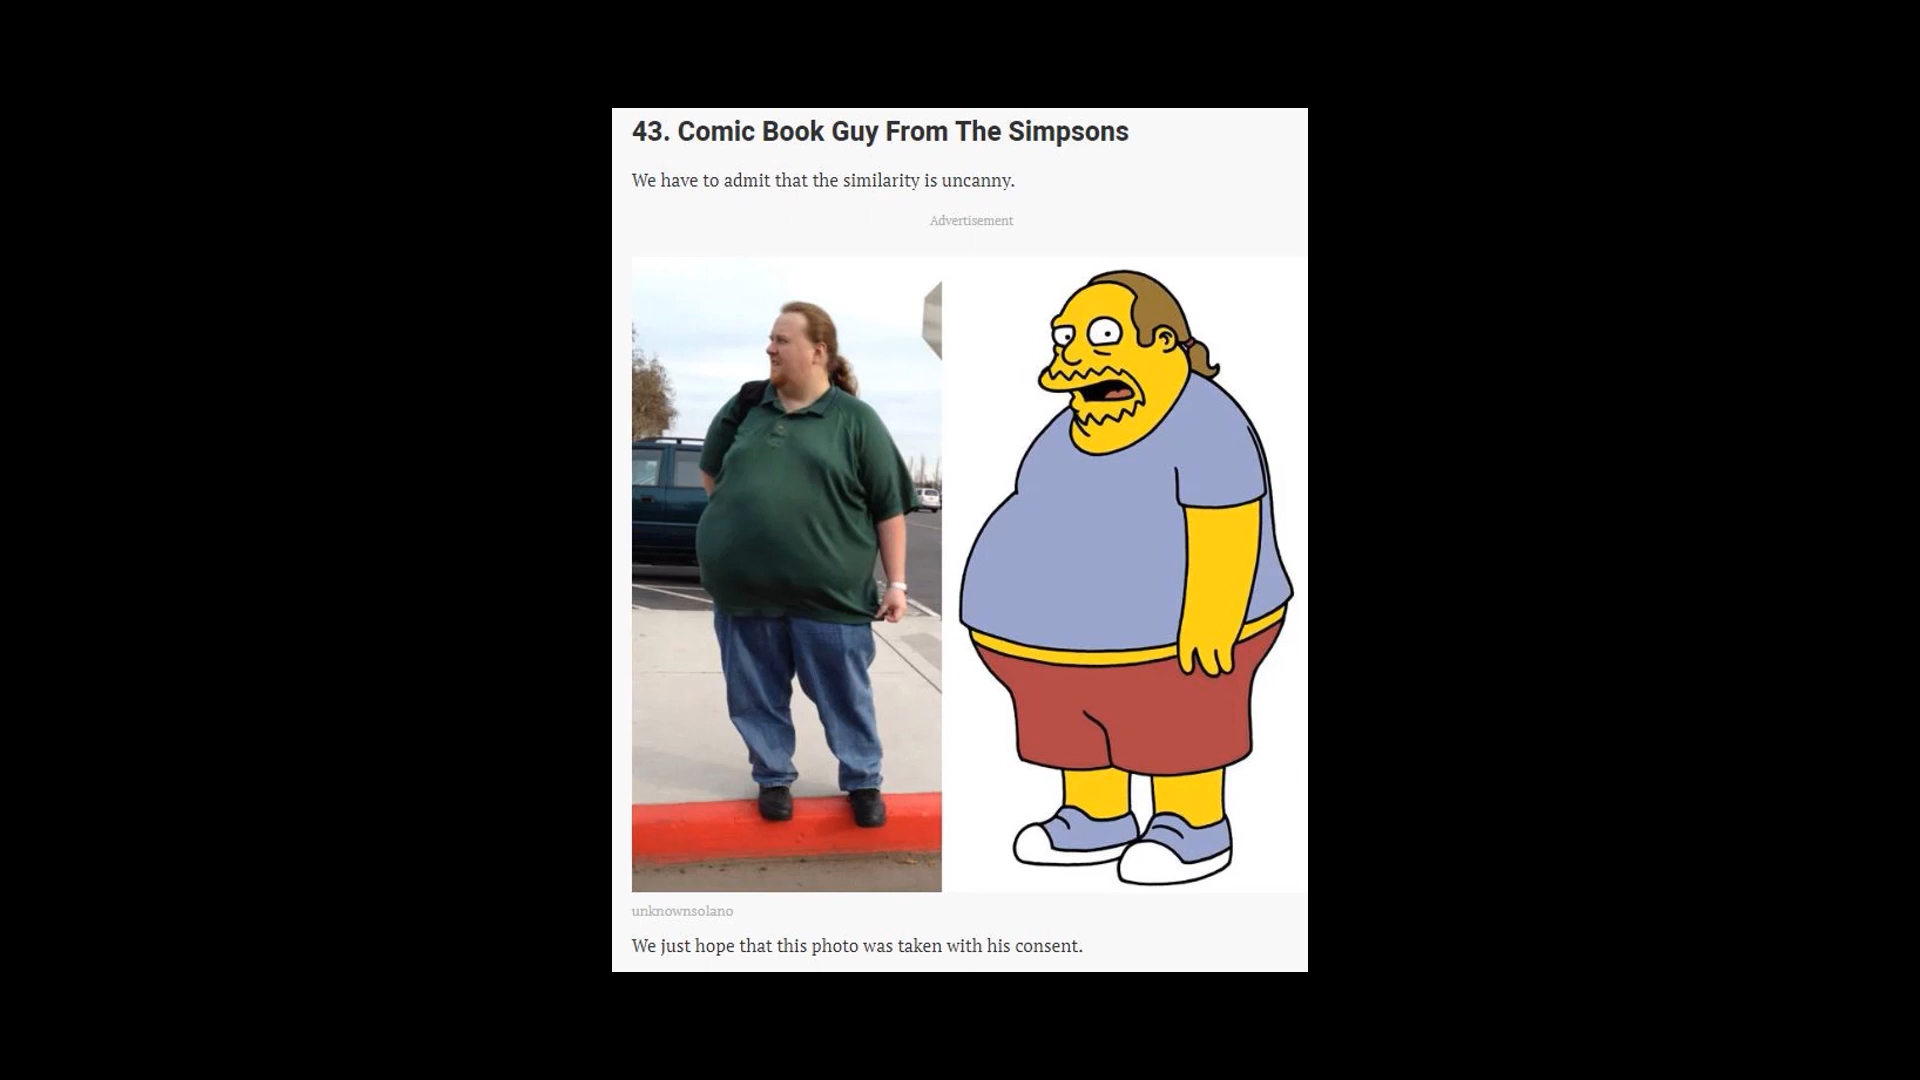 43. Comic Book Guy From The Simpsons
We have to admit that the similarity is uncanny.
Advertisement
unknownsolano
We just hope that this photo was taken with his consent.